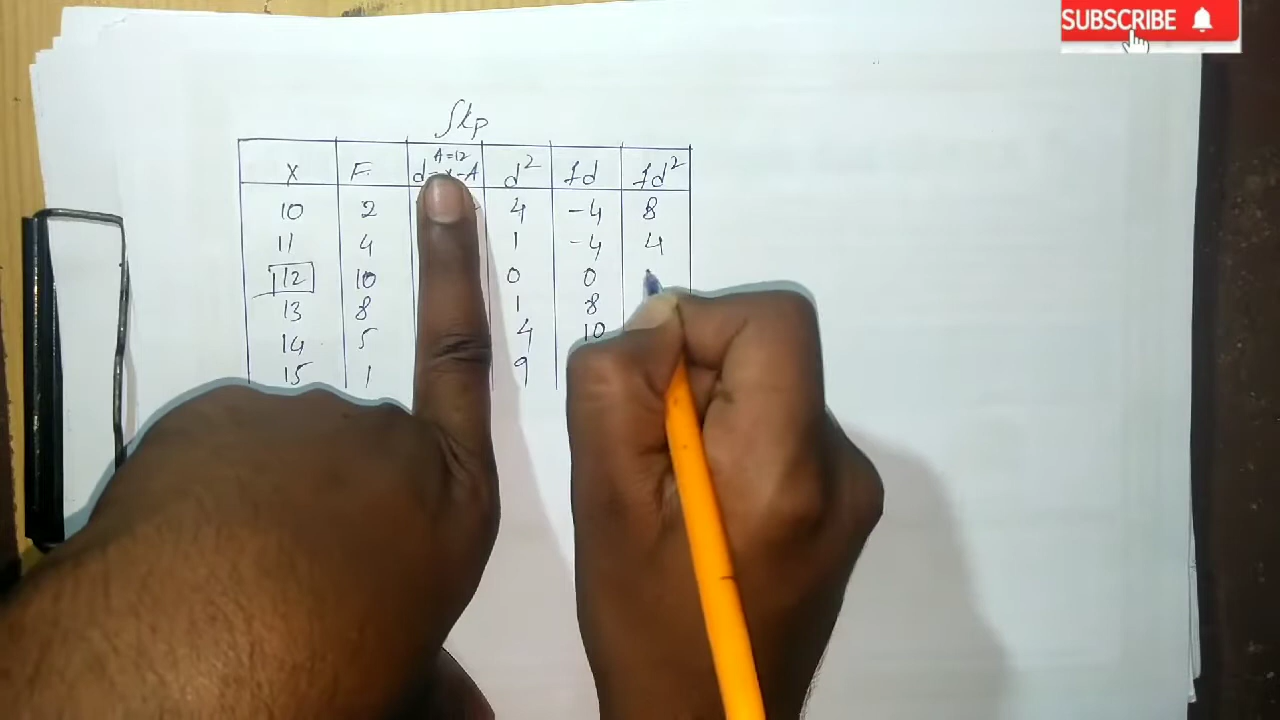 SUBSCRIBE
Skp
X F. A=12 d=x-A d² fd fd²
10 2 4 -4 8
11 4 1 -4 4
12 10 0 0
13 8 1 8
14 5 4 10
15 1 9